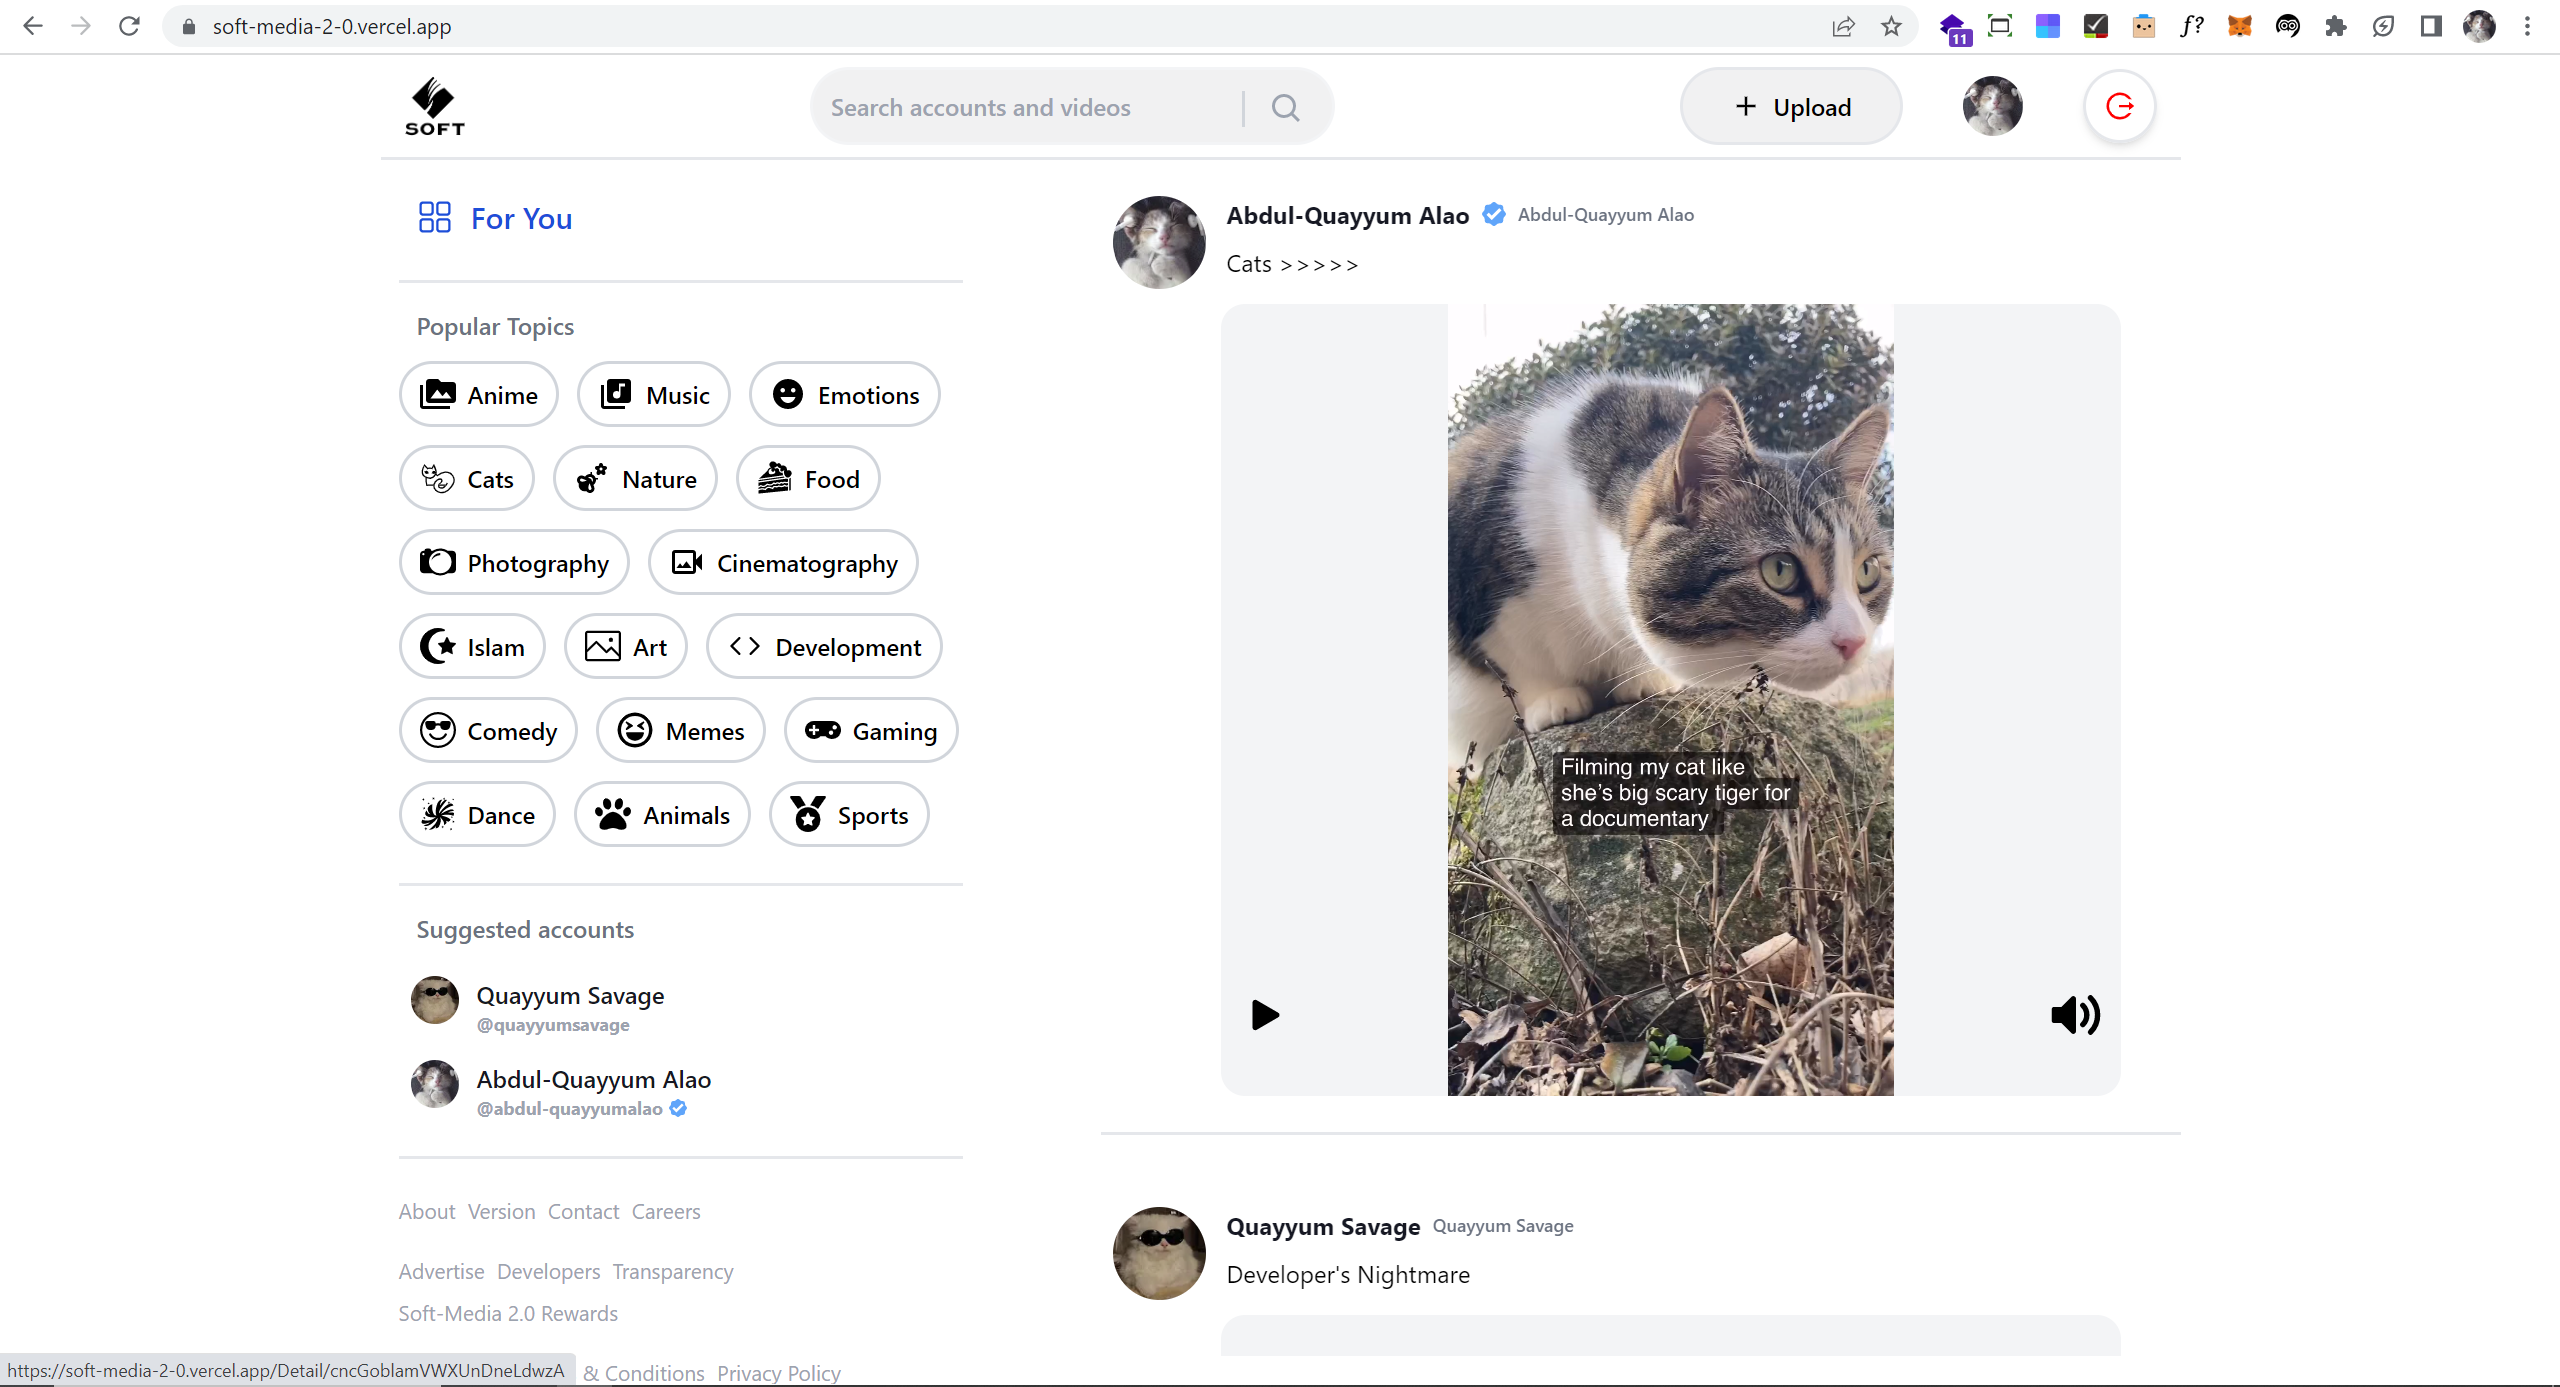 soft-media-2-0.vercel.app
11
f?
SOFT
Search accounts and videos
+ Upload
For You
Popular Topics
Anime
Music
Emotions
Cats
Nature
Food
Photography
Cinematography
Islam
Art
Development
Comedy
Memes
Gaming
Dance
Animals
Sports
Suggested accounts
Quayyum Savage
@quayyumsavage
Abdul-Quayyum Alao
@abdul-quayyumalao
About Version Contact Careers
Advertise Developers Transparency
Soft-Media 2.0 Rewards
& Conditions Privacy Policy
https://soft-media-2-0.vercel.app/Detail/cncGoblamVWXUnDneLdwzA
Abdul-Quayyum Alao Abdul-Quayyum Alao
Cats >>>>>
Filming my cat like
she's big scary tiger for
a documentary
Quayyum Savage Quayyum Savage
Developer's Nightmare